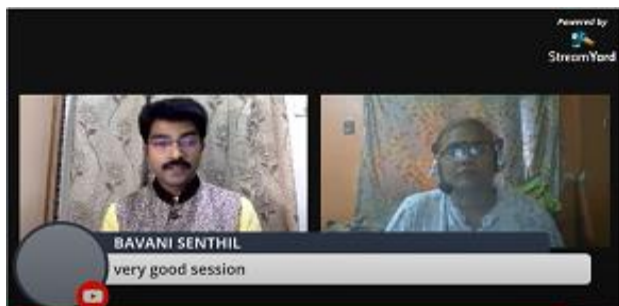 Powered by
StreamYard
BAVANI SENTHIL
very good session